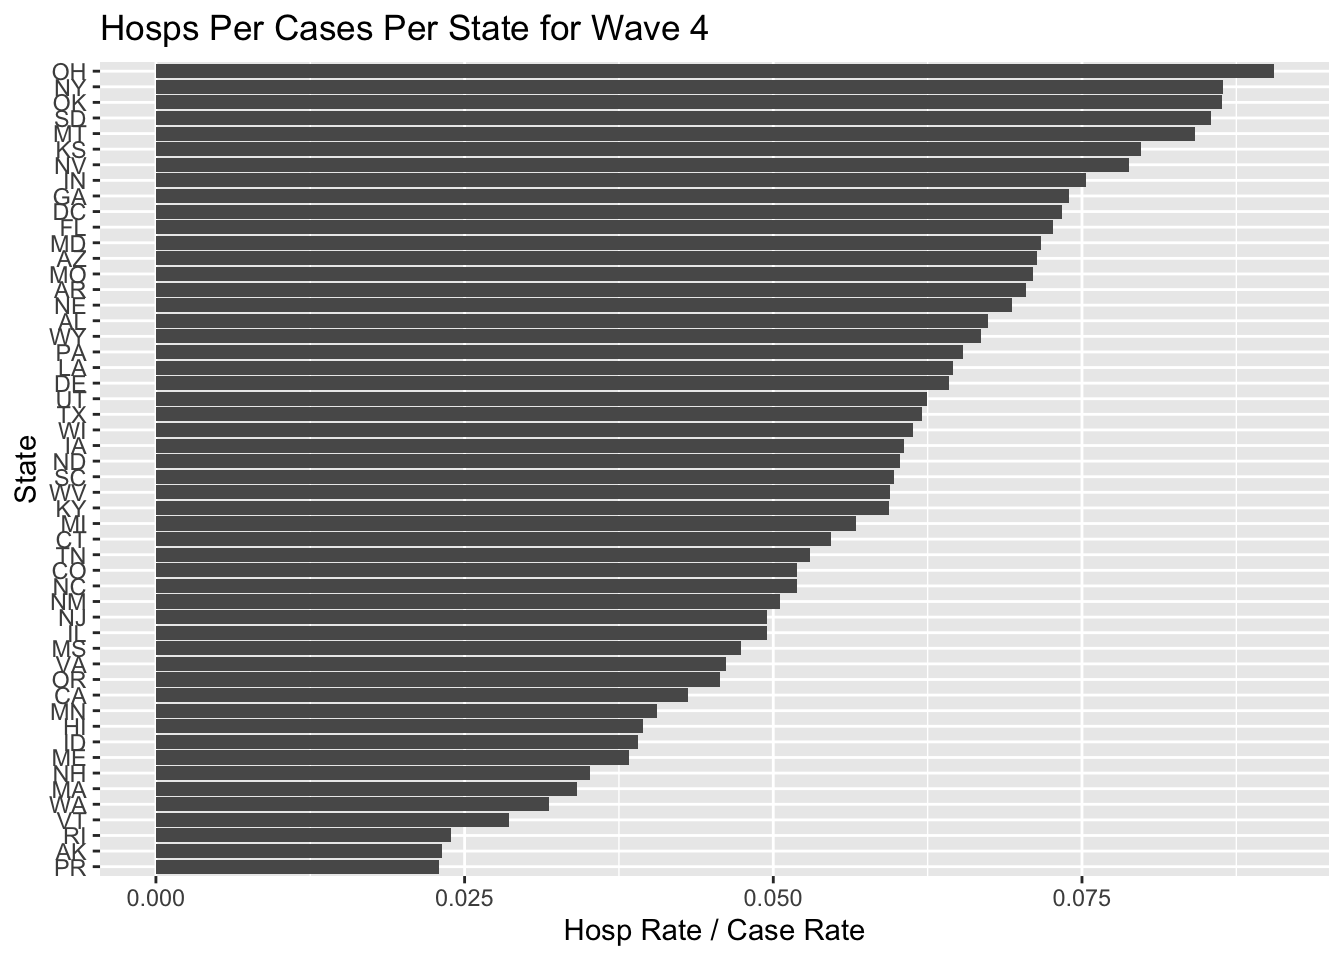 Hosps Per Cases Per State for Wave 4
OH
NY
OK
SD
MT
KS
NV
IN
GA
DC
FL
MD
AZ
MO
AR
NE
AL
WY
PA
LA
DE
UT
TX
WI
IA
ND
SC
WV
KY
MI
CT
TN
CO
NC
NM
NJ
IL
MS
VA
OR
CA
MN
HI
ID
ME
NH
MA
WA
VT
RI
AK
PR
State
0.000 0.025 0.050 0.075
Hosp Rate / Case Rate